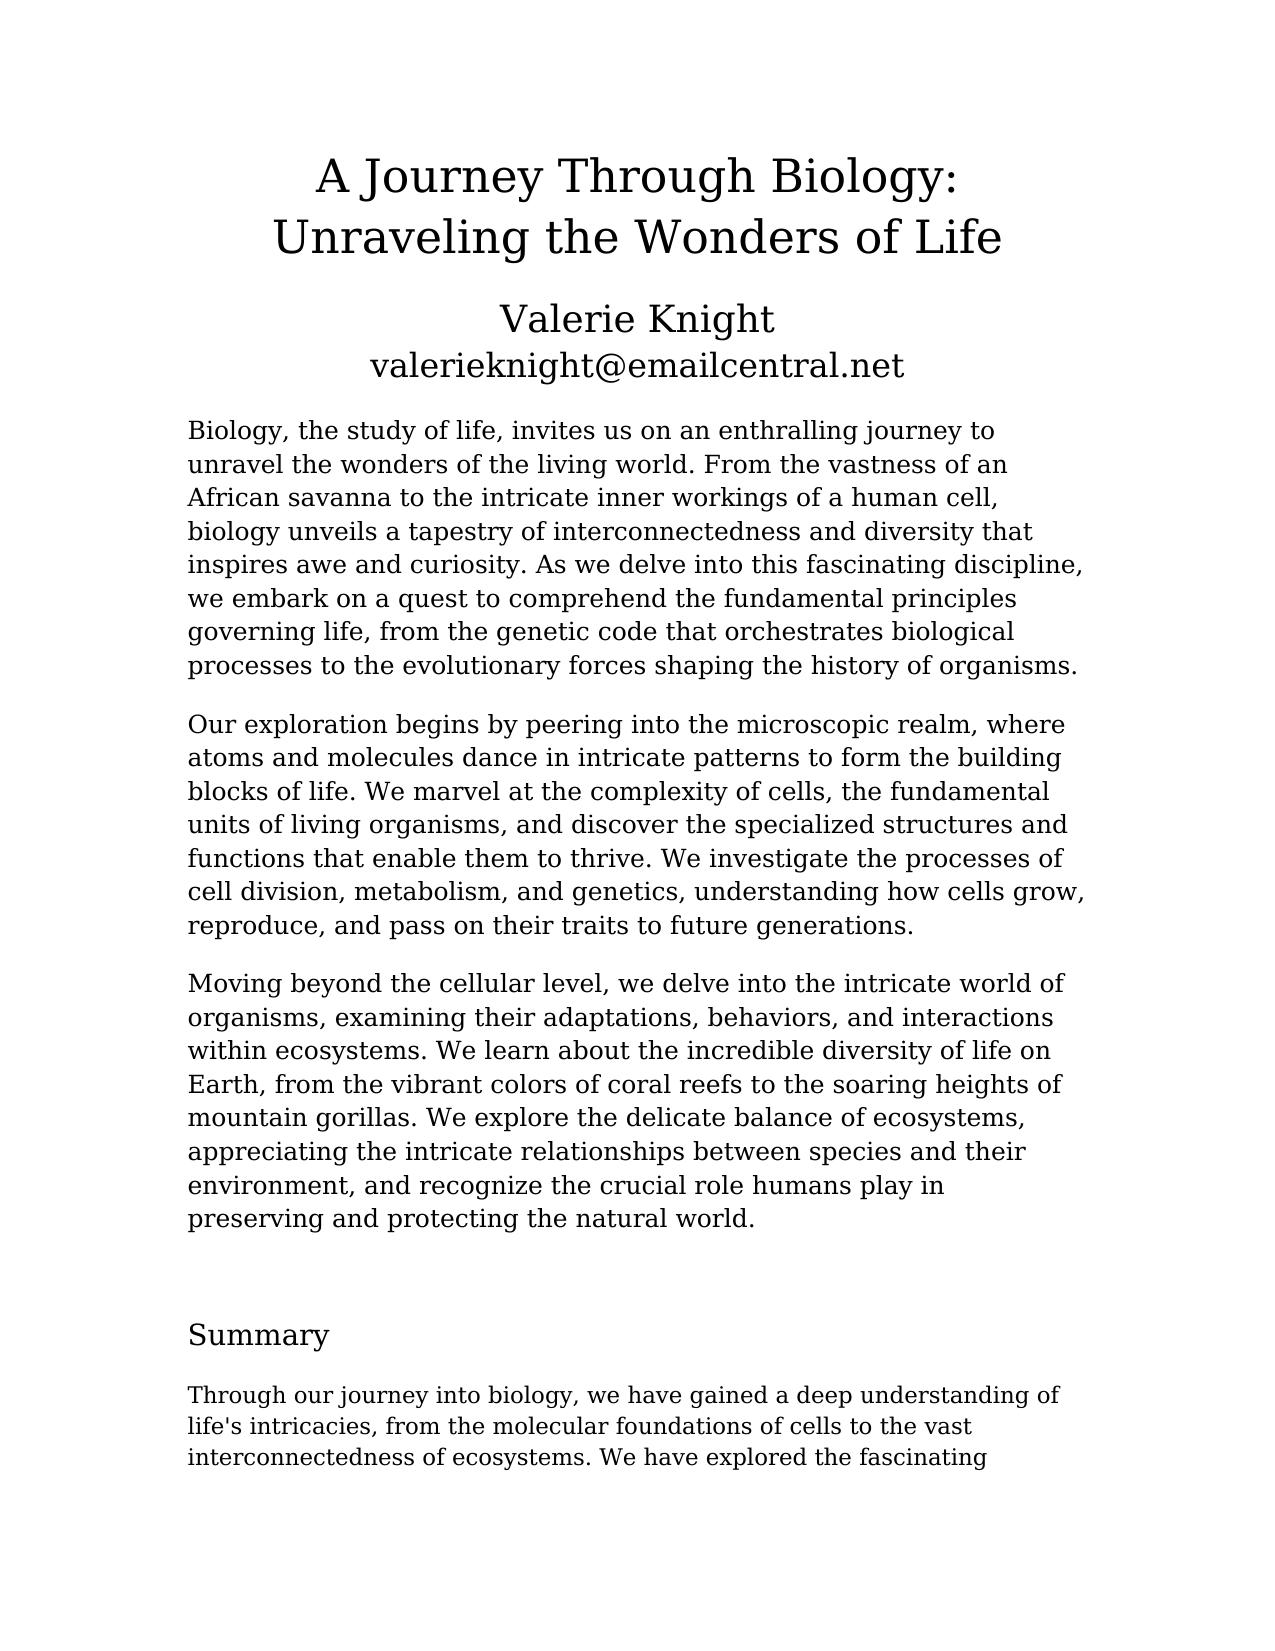 A Journey Through Biology:
Unraveling the Wonders of Life
Valerie Knight
valerieknight@emailcentral.net
Biology, the study of life, invites us on an enthralling journey to
unravel the wonders of the living world. From the vastness of an
African savanna to the intricate inner workings of a human cell,
biology unveils a tapestry of interconnectedness and diversity that
inspires awe and curiosity. As we delve into this fascinating discipline,
we embark on a quest to comprehend the fundamental principles
governing life, from the genetic code that orchestrates biological
processes to the evolutionary forces shaping the history of organisms.
Our exploration begins by peering into the microscopic realm, where
atoms and molecules dance in intricate patterns to form the building
blocks of life. We marvel at the complexity of cells, the fundamental
units of living organisms, and discover the specialized structures and
functions that enable them to thrive. We investigate the processes of
cell division, metabolism, and genetics, understanding how cells grow,
reproduce, and pass on their traits to future generations.
Moving beyond the cellular level, we delve into the intricate world of
organisms, examining their adaptations, behaviors, and interactions
within ecosystems. We learn about the incredible diversity of life on
Earth, from the vibrant colors of coral reefs to the soaring heights of
mountain gorillas. We explore the delicate balance of ecosystems,
appreciating the intricate relationships between species and their
environment, and recognize the crucial role humans play in
preserving and protecting the natural world.
Summary
Through our journey into biology, we have gained a deep understanding of
life's intricacies, from the molecular foundations of cells to the vast
interconnectedness of ecosystems. We have explored the fascinating